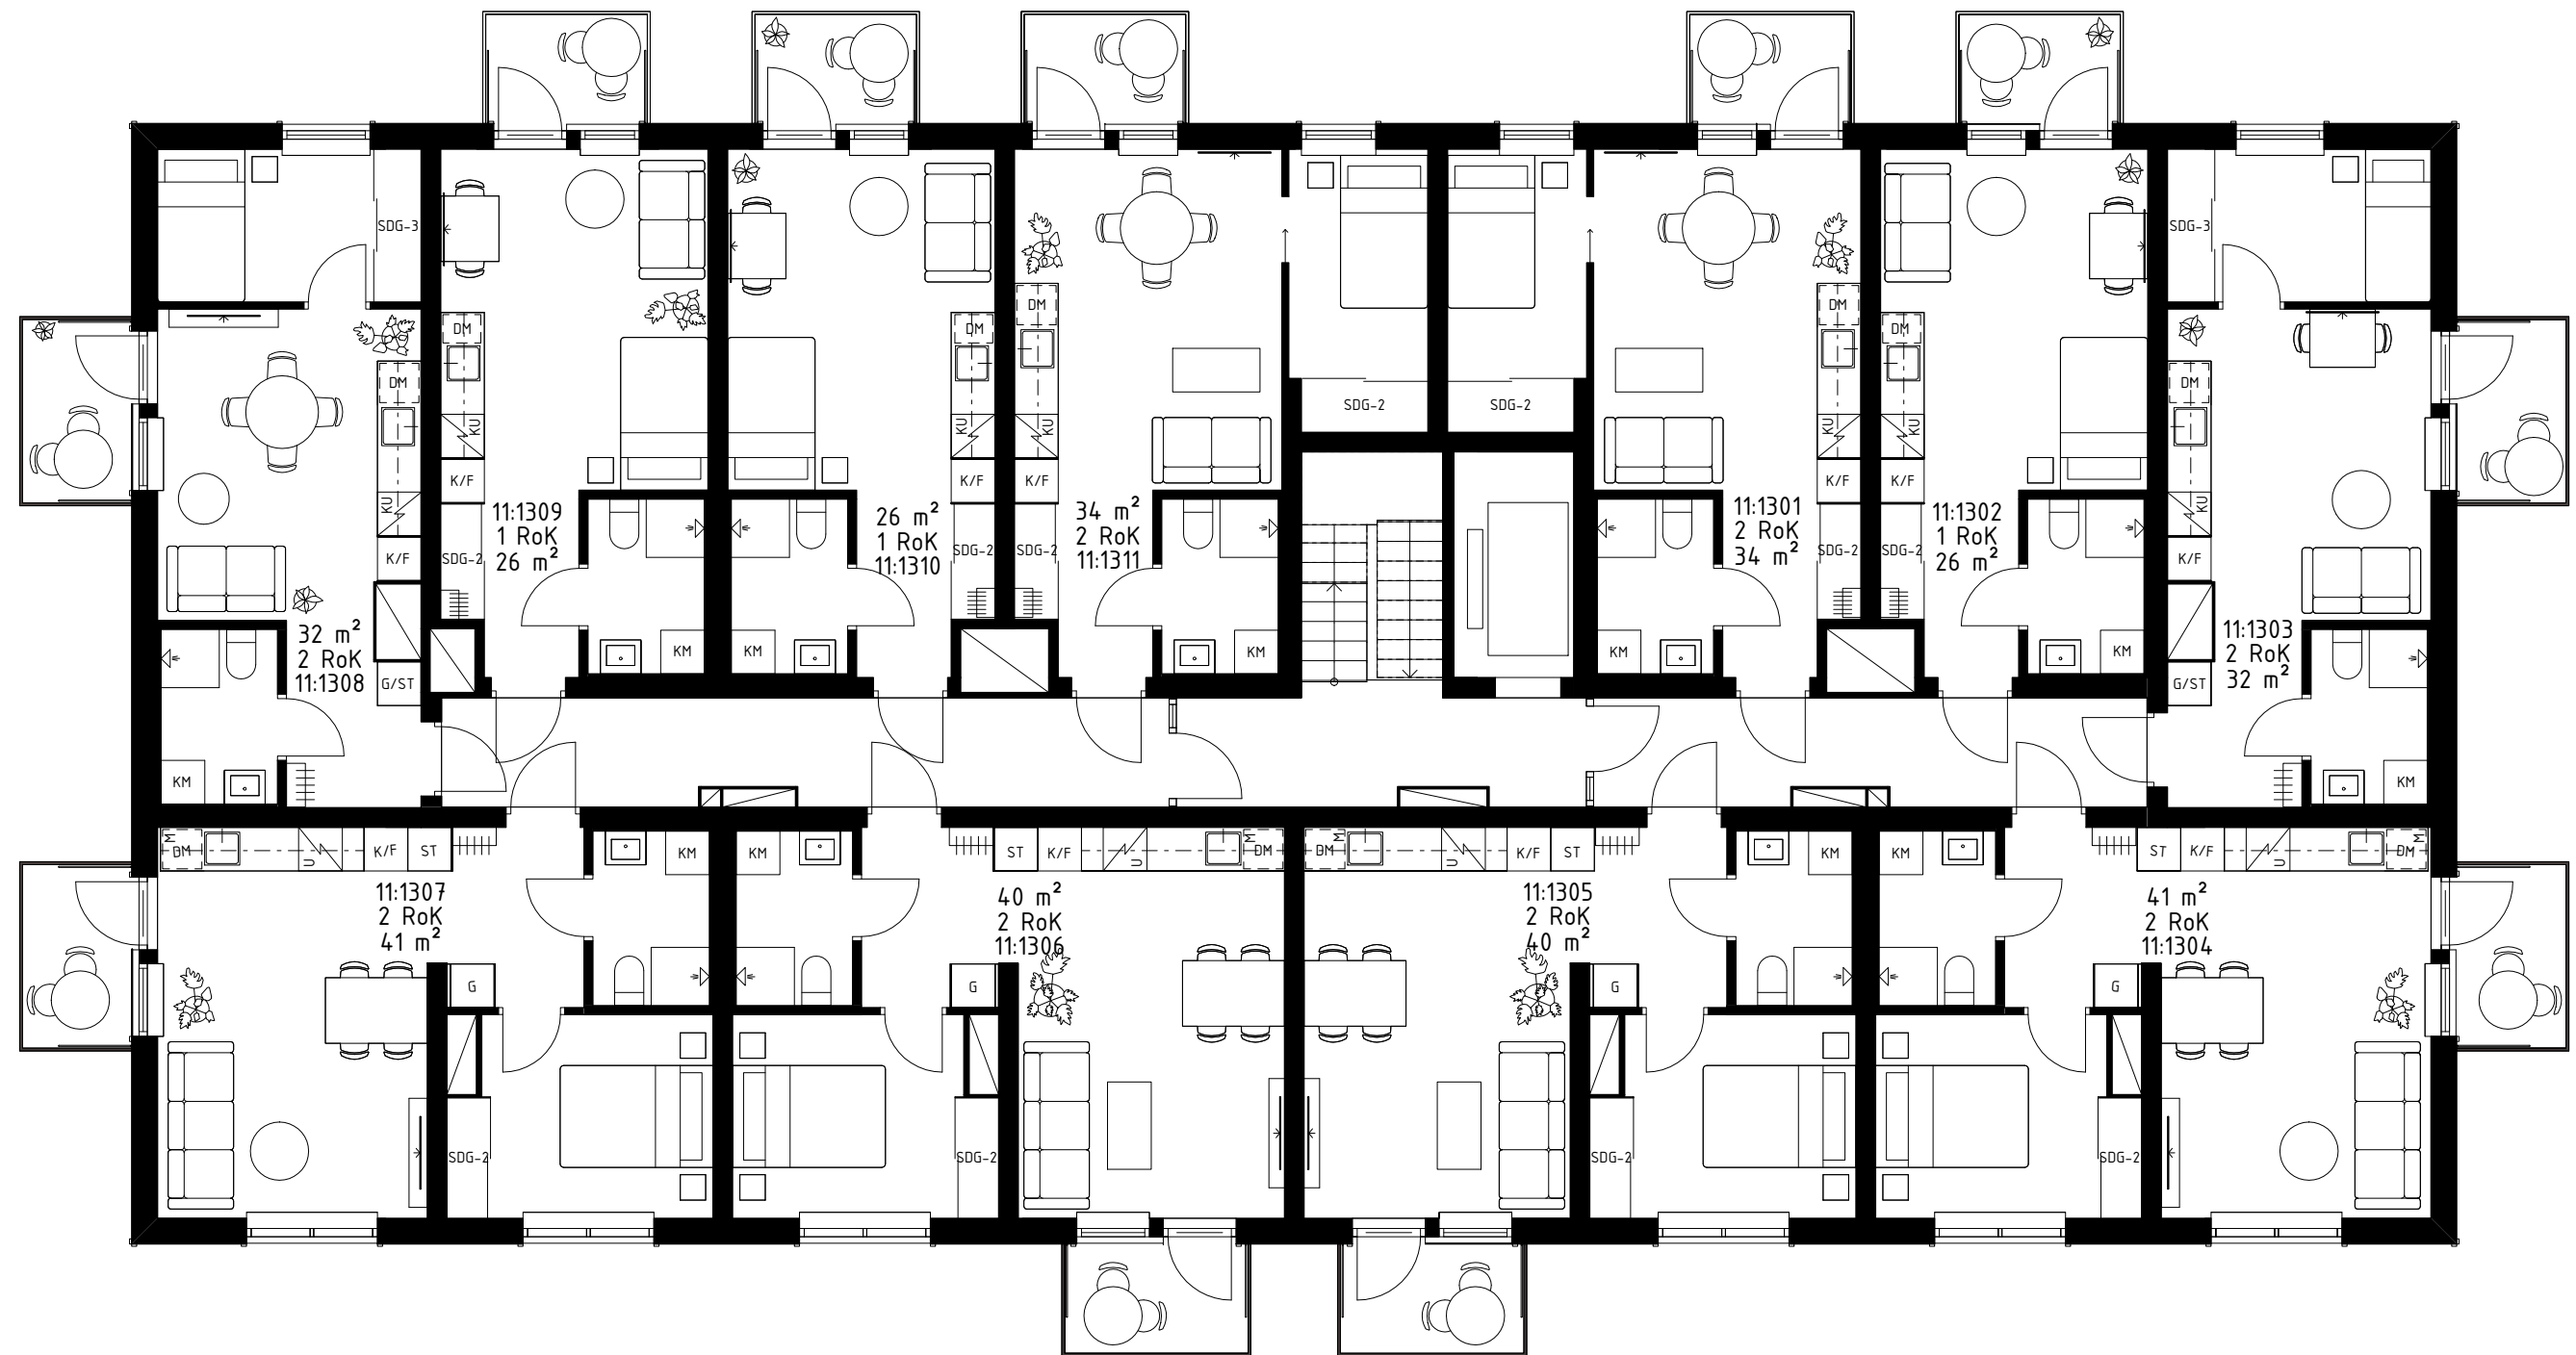 SDG-3
DM
KU
K/F
32 m²
2 RoK
11:1308
G/ST
KM
DM
KU
K/F
SDG-2
11:1309
1 RoK
26 m²
KM
DM
KU
K/F
SDG-2
26 m²
1 RoK
11:1310
KM
DM
KU
K/F
SDG-2
34 m²
2 RoK
11:1311
KM
SDG-2
SDG-2
DM
KU
K/F
SDG-2
11:1301
2 RoK
34 m²
KM
DM
KU
K/F
SDG-2
11:1302
1 RoK
26 m²
KM
SDG-3
DM
KU
K/F
11:1303
2 RoK
32 m²
G/ST
KM
DM
M
U
K/F
ST
11:1307
2 RoK
41 m²
KM
G
SDG-2
KM
ST
K/F
U
DM
40 m²
2 RoK
11:1306
G
SDG-2
DM
M
U
K/F
ST
11:1305
2 RoK
40 m²
KM
G
SDG-2
KM
ST
K/F
U
M
DM
41 m²
2 RoK
11:1304
G
SDG-2
M